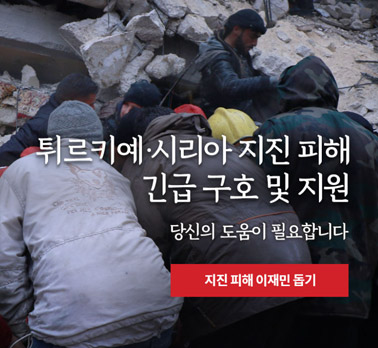 튀르키예·시리아 지진 피해
긴급 구호 및 지원
당신의 도움이 필요합니다
지진 피해 이재민 돕기